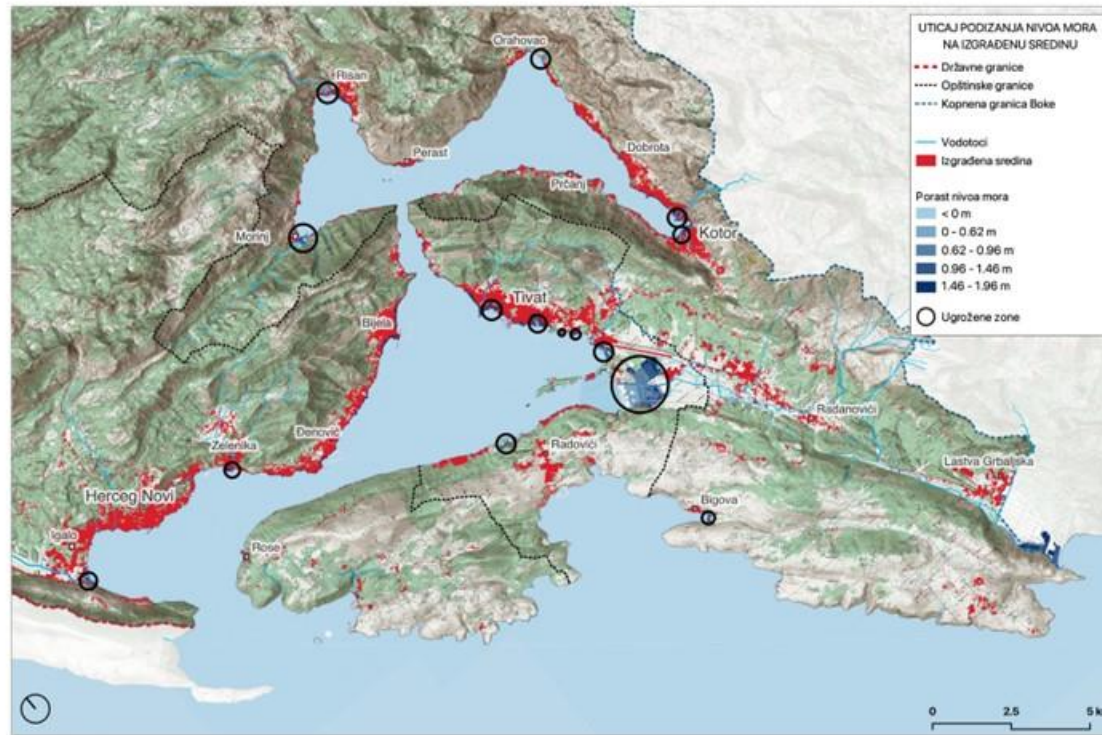 UTICAJ PODIZANJA NIVOA MORA
NA IZGRAĐENU SREDINU
Državne granice
Opštinske granice
Kopnena granica Boke
Vodotoci
Izgrađena sredina
Porast nivoa mora
< 0 m
0 - 0.62 m
0.62 - 0.96 m
0.96 - 1.46 m
1.46 - 1.96 m
Ugrožene zone
Orahovac
Risan
Perast
Dobrota
Prčanj
Morinj
Kotor
Tivat
Bijela
Đenović
Zelenika
Radovići
Radanovići
Lastva Grbaljska
Herceg Novi
Bigova
Igalo
Rose
0 2.5 5 k